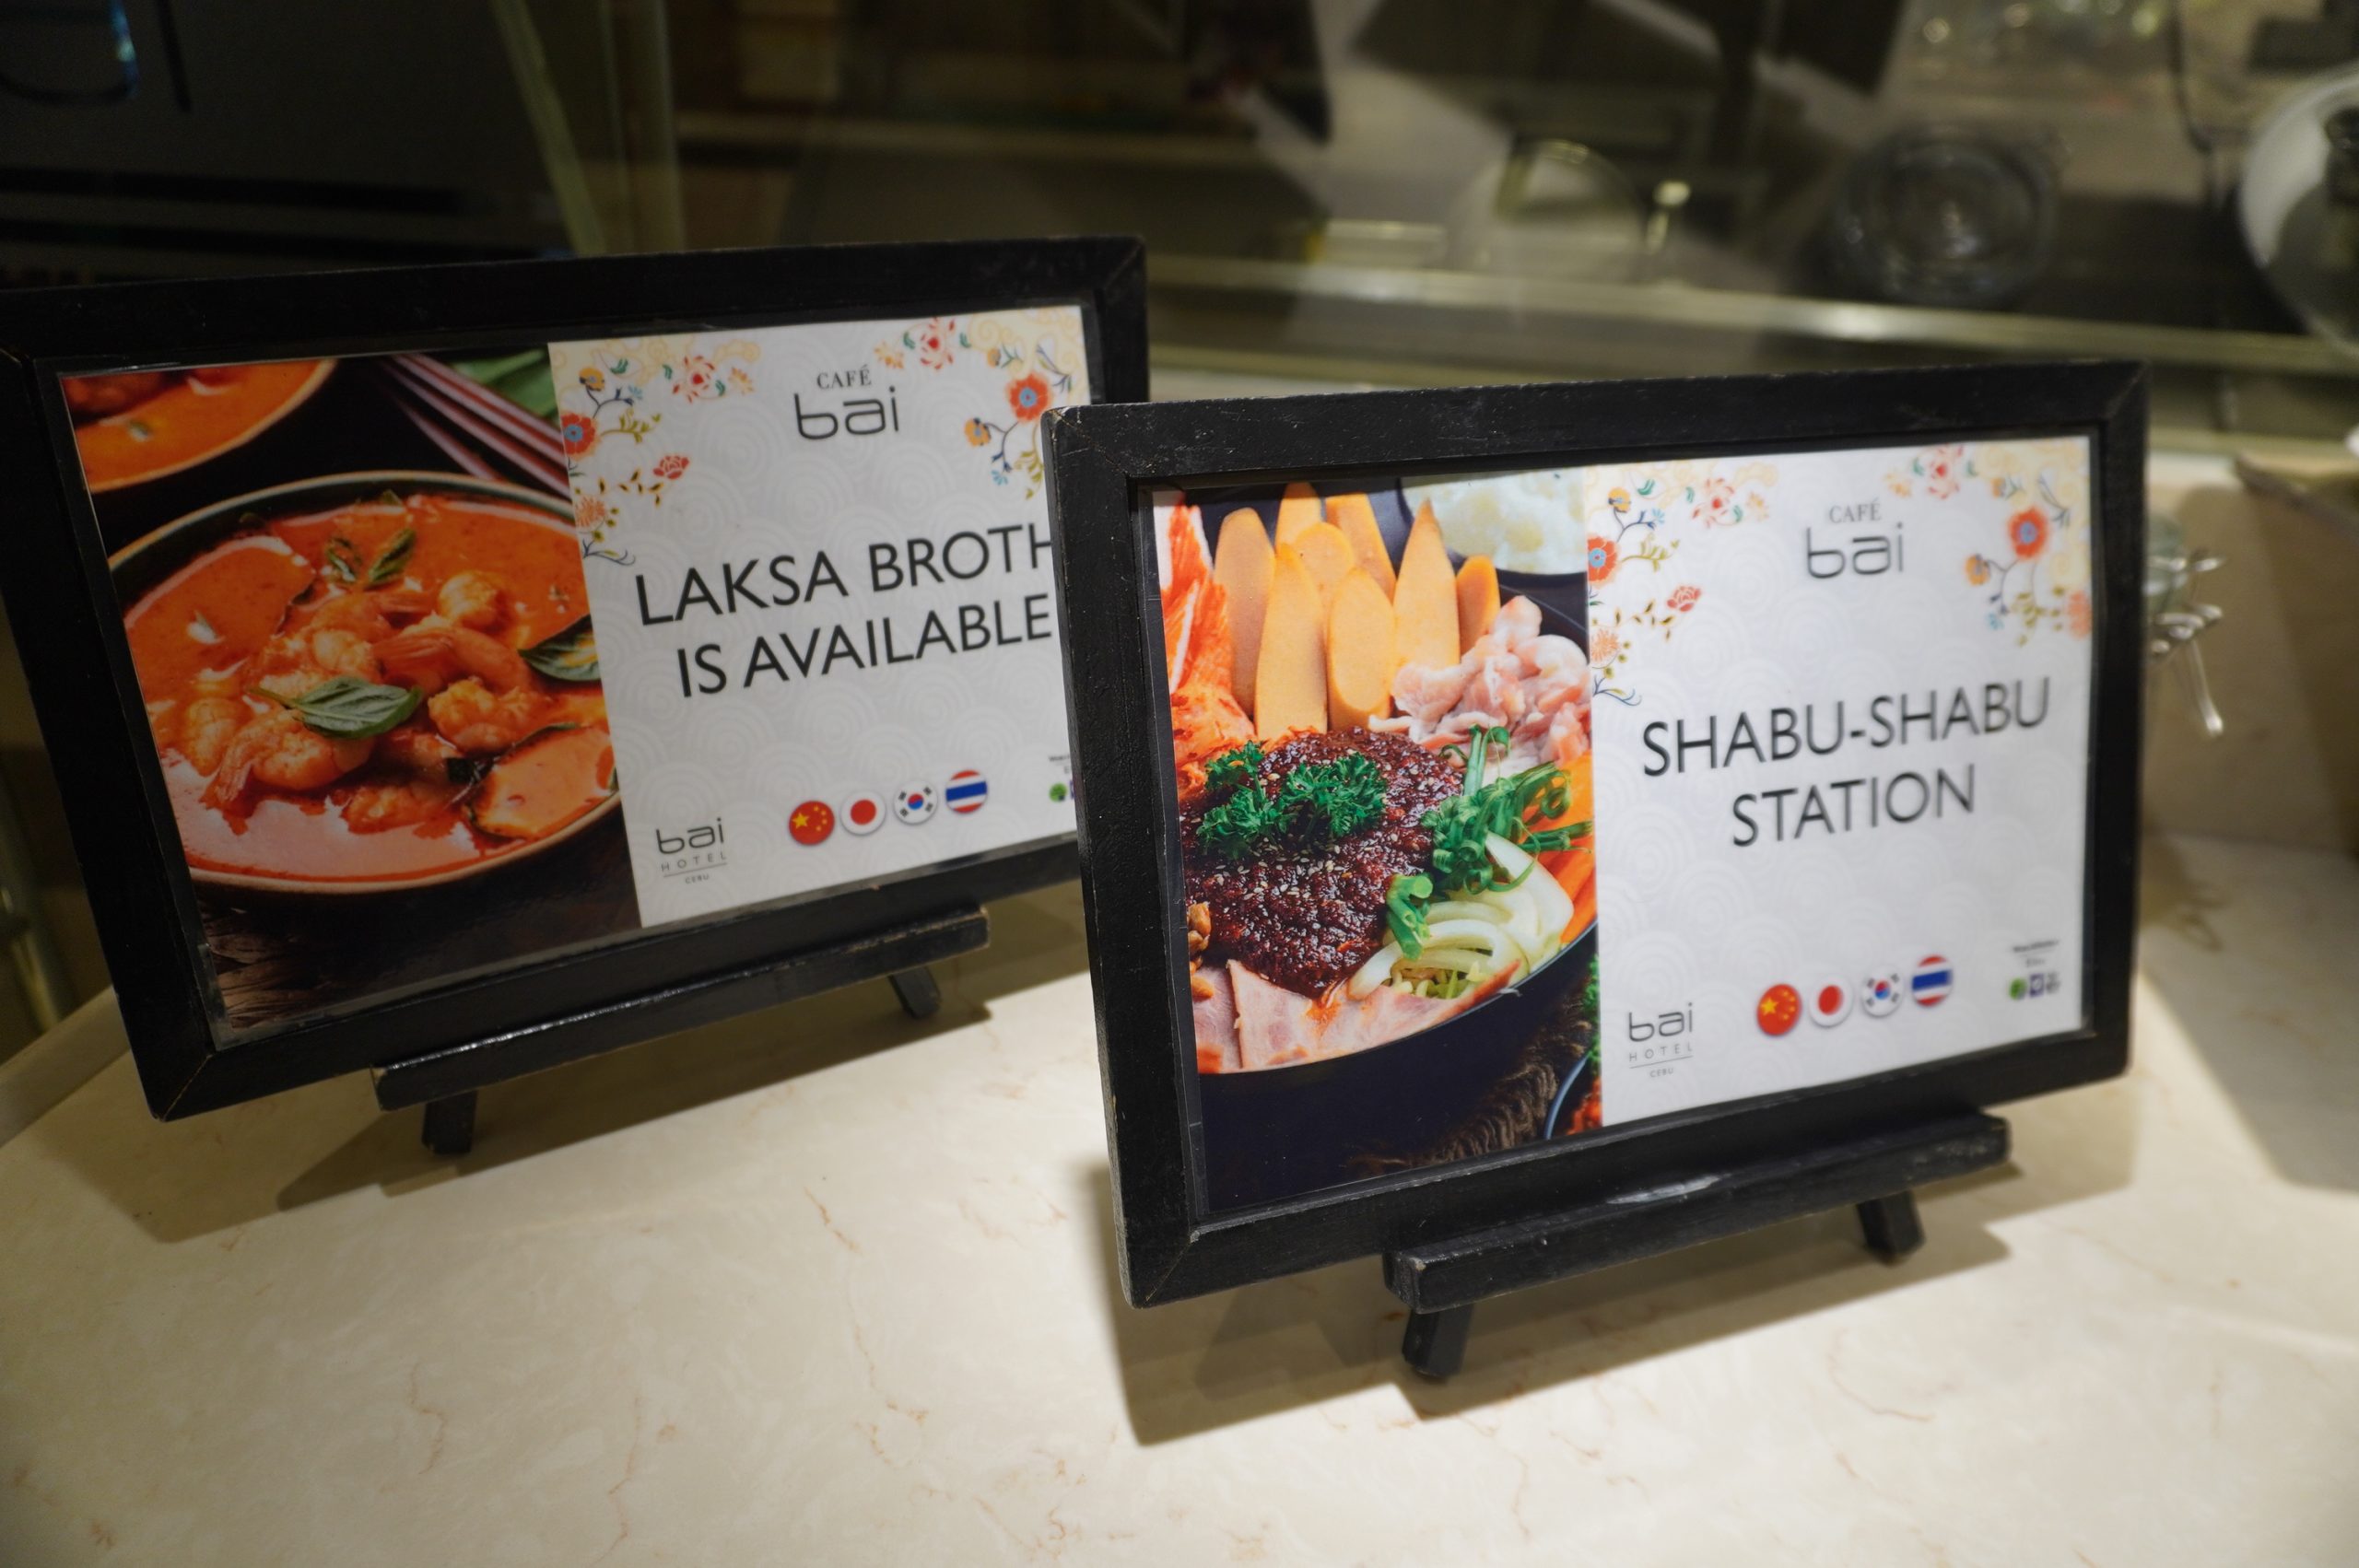 CAFÉ
bai
LAKSA BROTH
IS AVAILABLE
bai
HOTEL
CEBU
CAFÉ
bai
SHABU-SHABU
STATION
bai
HOTEL
CEBU